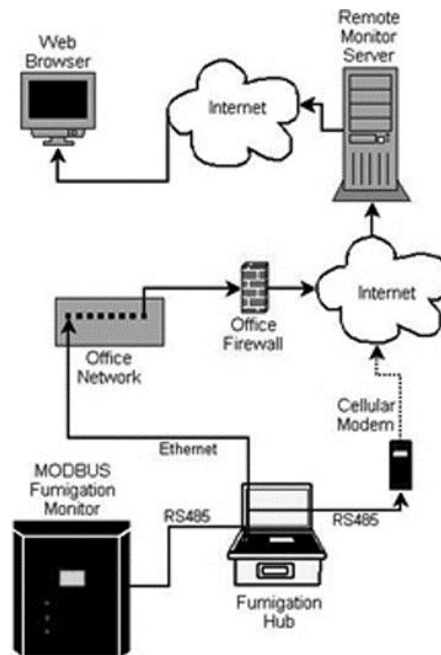 Web
Browser
Remote
Monitor
Server
Internet
Internet
Office
Firewall
Office
Network
Cellular
Modem
Ethernet
MODBUS
Fumigation
Monitor
RS485
RS485
Fumigation
Hub